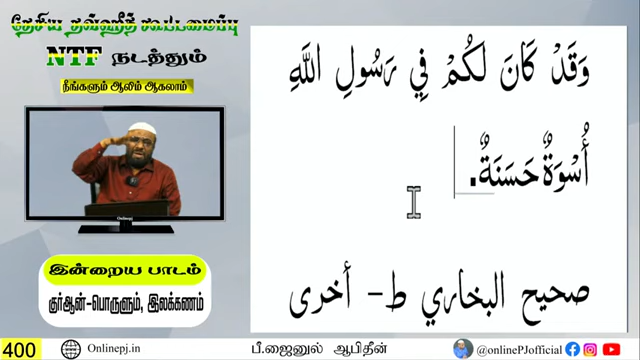 தேசிய தவ்ஹீத் கூட்டமைப்பு
NTF நடத்தும்
நீங்களும் ஆலிம் ஆகலாம்
Onlinepj
இன்றைய பாடம்
குர்ஆன்-பொருளும், இலக்கணம்
وَقَدْ كَانَ لَكُمْ فِي رَسُولِ اللَّهِ
أُسْوَةٌ حَسَنَةٌ.
صحيح البخاري ط- أخرى
400 Onlinepj.in பீ.ஜைனுல் ஆபிதீன் @onlinePJofficial